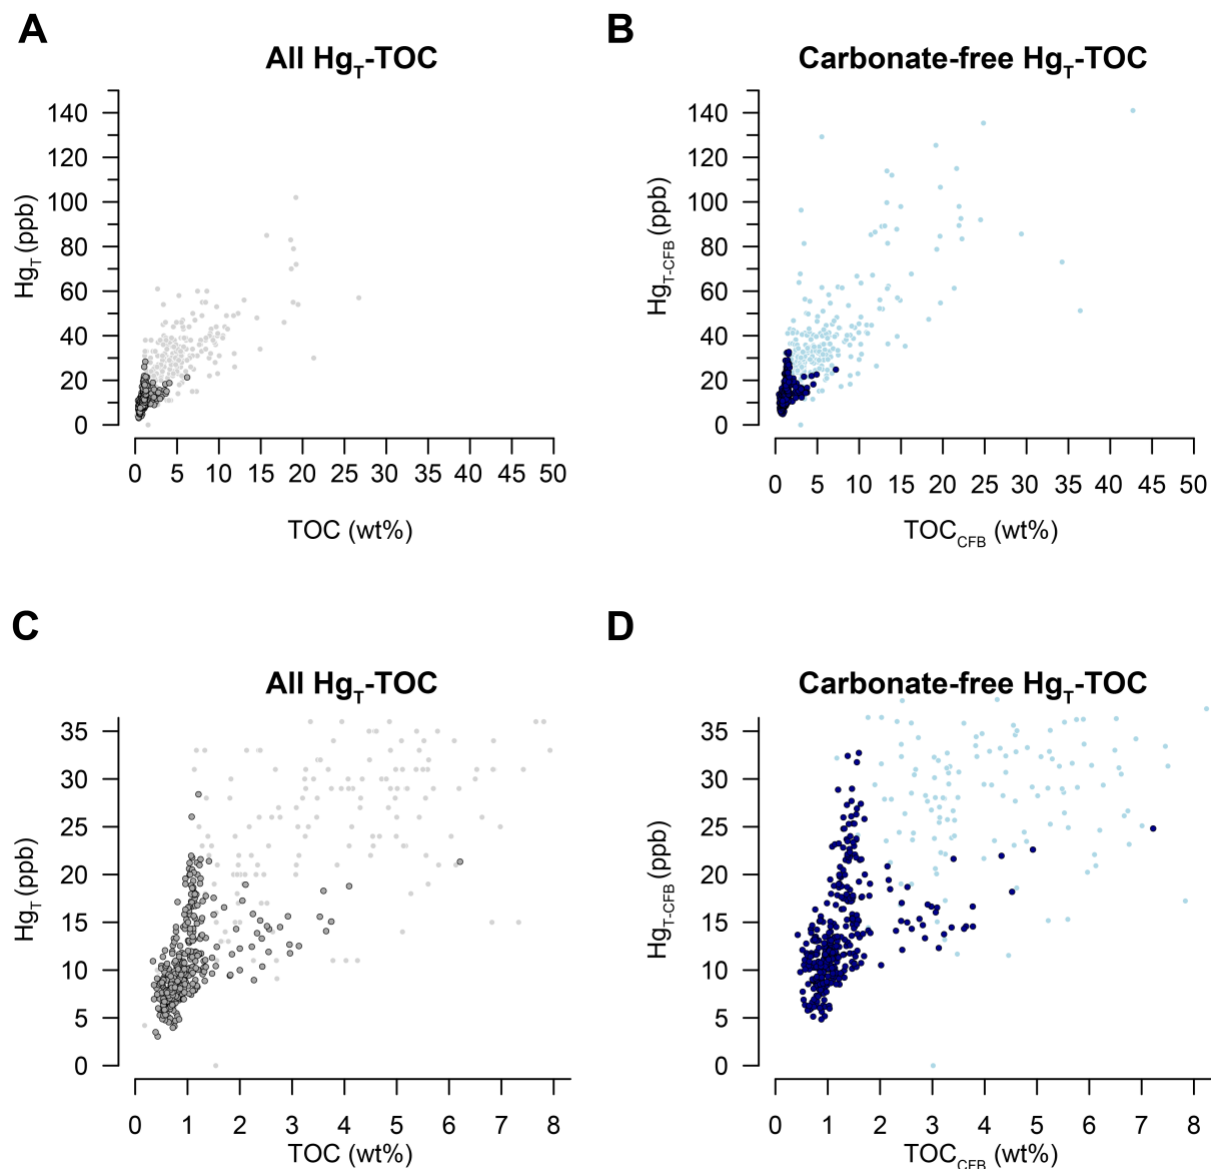 A
All HgT-TOC
HgT (ppb)
140
120
100
80
60
40
20
0
0 5 10 15 20 25 30 35 40 45 50
TOC (wt%)
B
Carbonate-free HgT-TOC
HgT-CFB (ppb)
140
120
100
80
60
40
20
0
0 5 10 15 20 25 30 35 40 45 50
TOCCFB (wt%)
C
All HgT-TOC
HgT (ppb)
35
30
25
20
15
10
5
0
0 1 2 3 4 5 6 7 8
TOC (wt%)
D
Carbonate-free HgT-TOC
HgT-CFB (ppb)
35
30
25
20
15
10
5
0
0 1 2 3 4 5 6 7 8
TOCCFB (wt%)